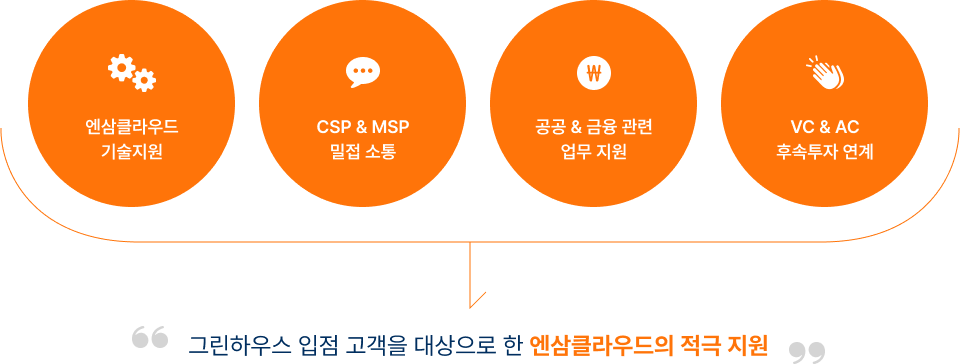 엔삼클라우드
기술지원
CSP & MSP
밀접 소통
₩
공공 & 금융 관련
업무 지원
VC & AC
후속투자 연계
“ 그린하우스 입점 고객을 대상으로 한 엔삼클라우드의 적극 지원 ”